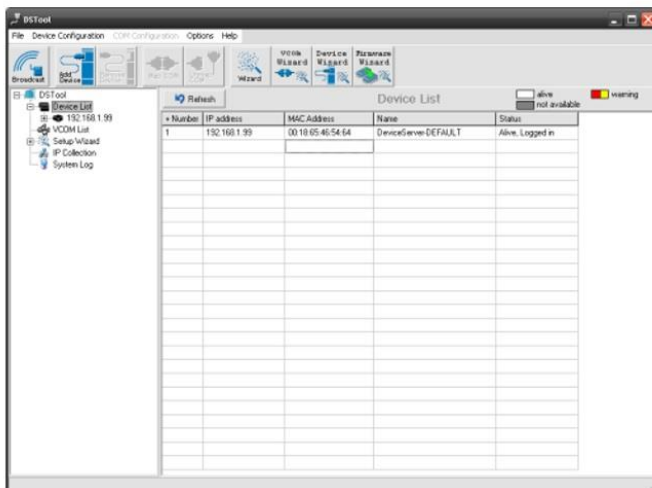 DSTool
File Device Configuration COM Configuration Options Help
Broadcast
Add Device
Wizard
VCOM Wizard
Device Wizard
Firmware Wizard
DSTool
Device List
192.168.1.99
VCOM List
Setup Wizard
IP Collection
System Log
Refresh
Device List
alive
not available
warning
Number IP address MAC Address Name Status
1 192.168.1.99 00:18:65:46:54:64 DeviceServer-DEFAULT Alive, Logged in